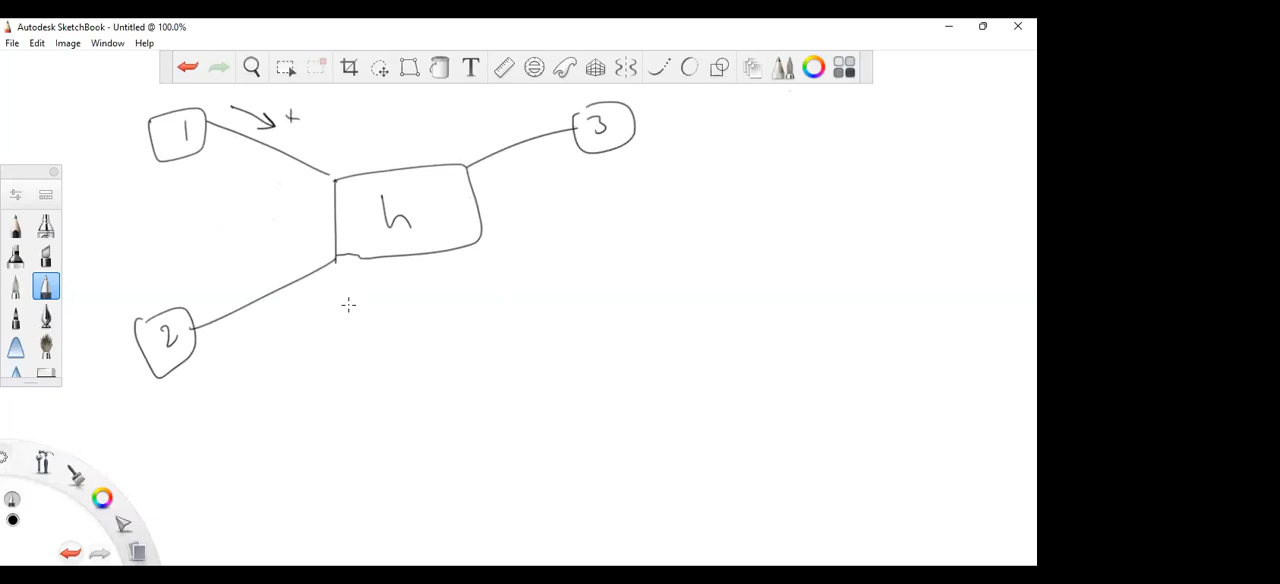 Autodesk SketchBook - Untitled @ 100.0%
File Edit Image Window Help
T
1
x
3
h
2